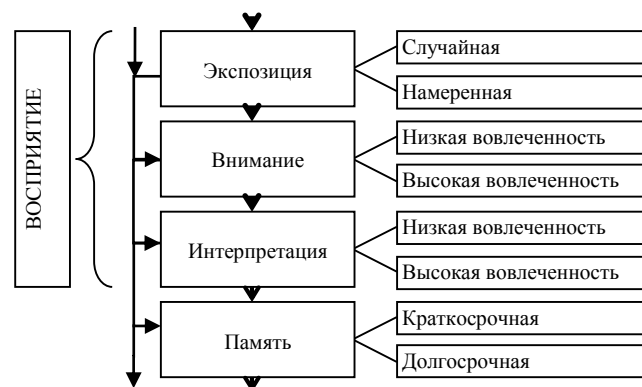 ВОСПРИЯТИЕ
Экспозиция
Случайная
Намеренная
Внимание
Низкая вовлеченность
Высокая вовлеченность
Интерпретация
Низкая вовлеченность
Высокая вовлеченность
Память
Краткосрочная
Долгосрочная